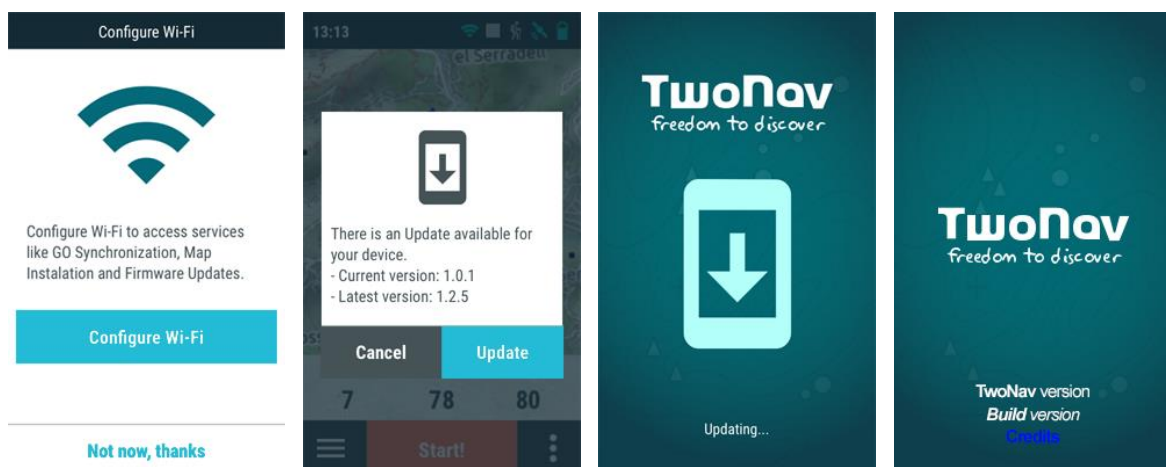 Configure Wi-Fi
Configure Wi-Fi to access services
like GO Synchronization, Map
Instalation and Firmware Updates.
Configure Wi-Fi
Not now, thanks
13:13
el Serradell
There is an Update available for
your device.
- Current version: 1.0.1
- Latest version: 1.2.5
Cancel
Update
7 78 80
Start!
TwoNav
freedom to discover
Updating...
TwoNav
freedom to discover
TwoNav version
Build version
Credits